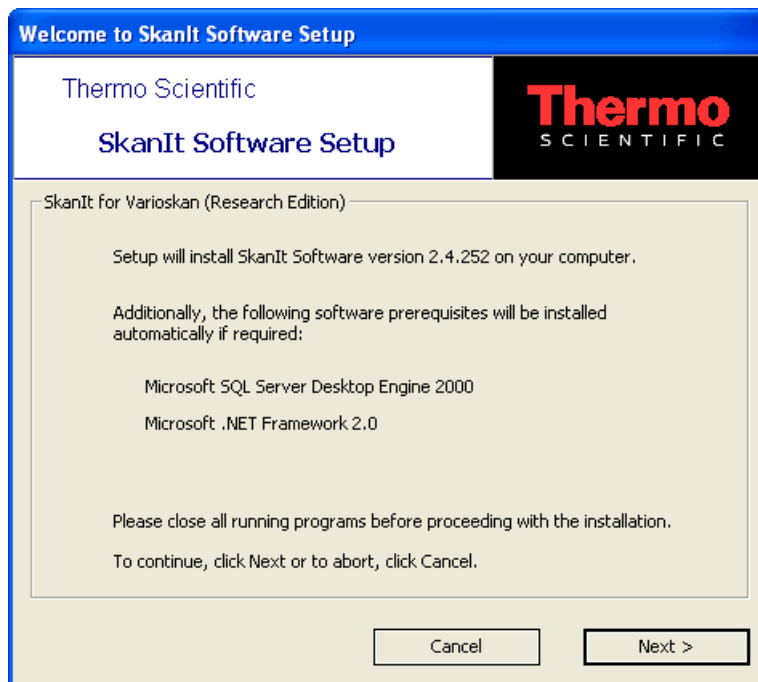 Welcome to SkanIt Software Setup
Thermo Scientific
SkanIt Software Setup
Thermo
SCIENTIFIC
SkanIt for Varioskan (Research Edition)
Setup will install SkanIt Software version 2.4.252 on your computer.
Additionally, the following software prerequisites will be installed
automatically if required:
Microsoft SQL Server Desktop Engine 2000
Microsoft .NET Framework 2.0
Please close all running programs before proceeding with the installation.
To continue, click Next or to abort, click Cancel.
Cancel
Next >